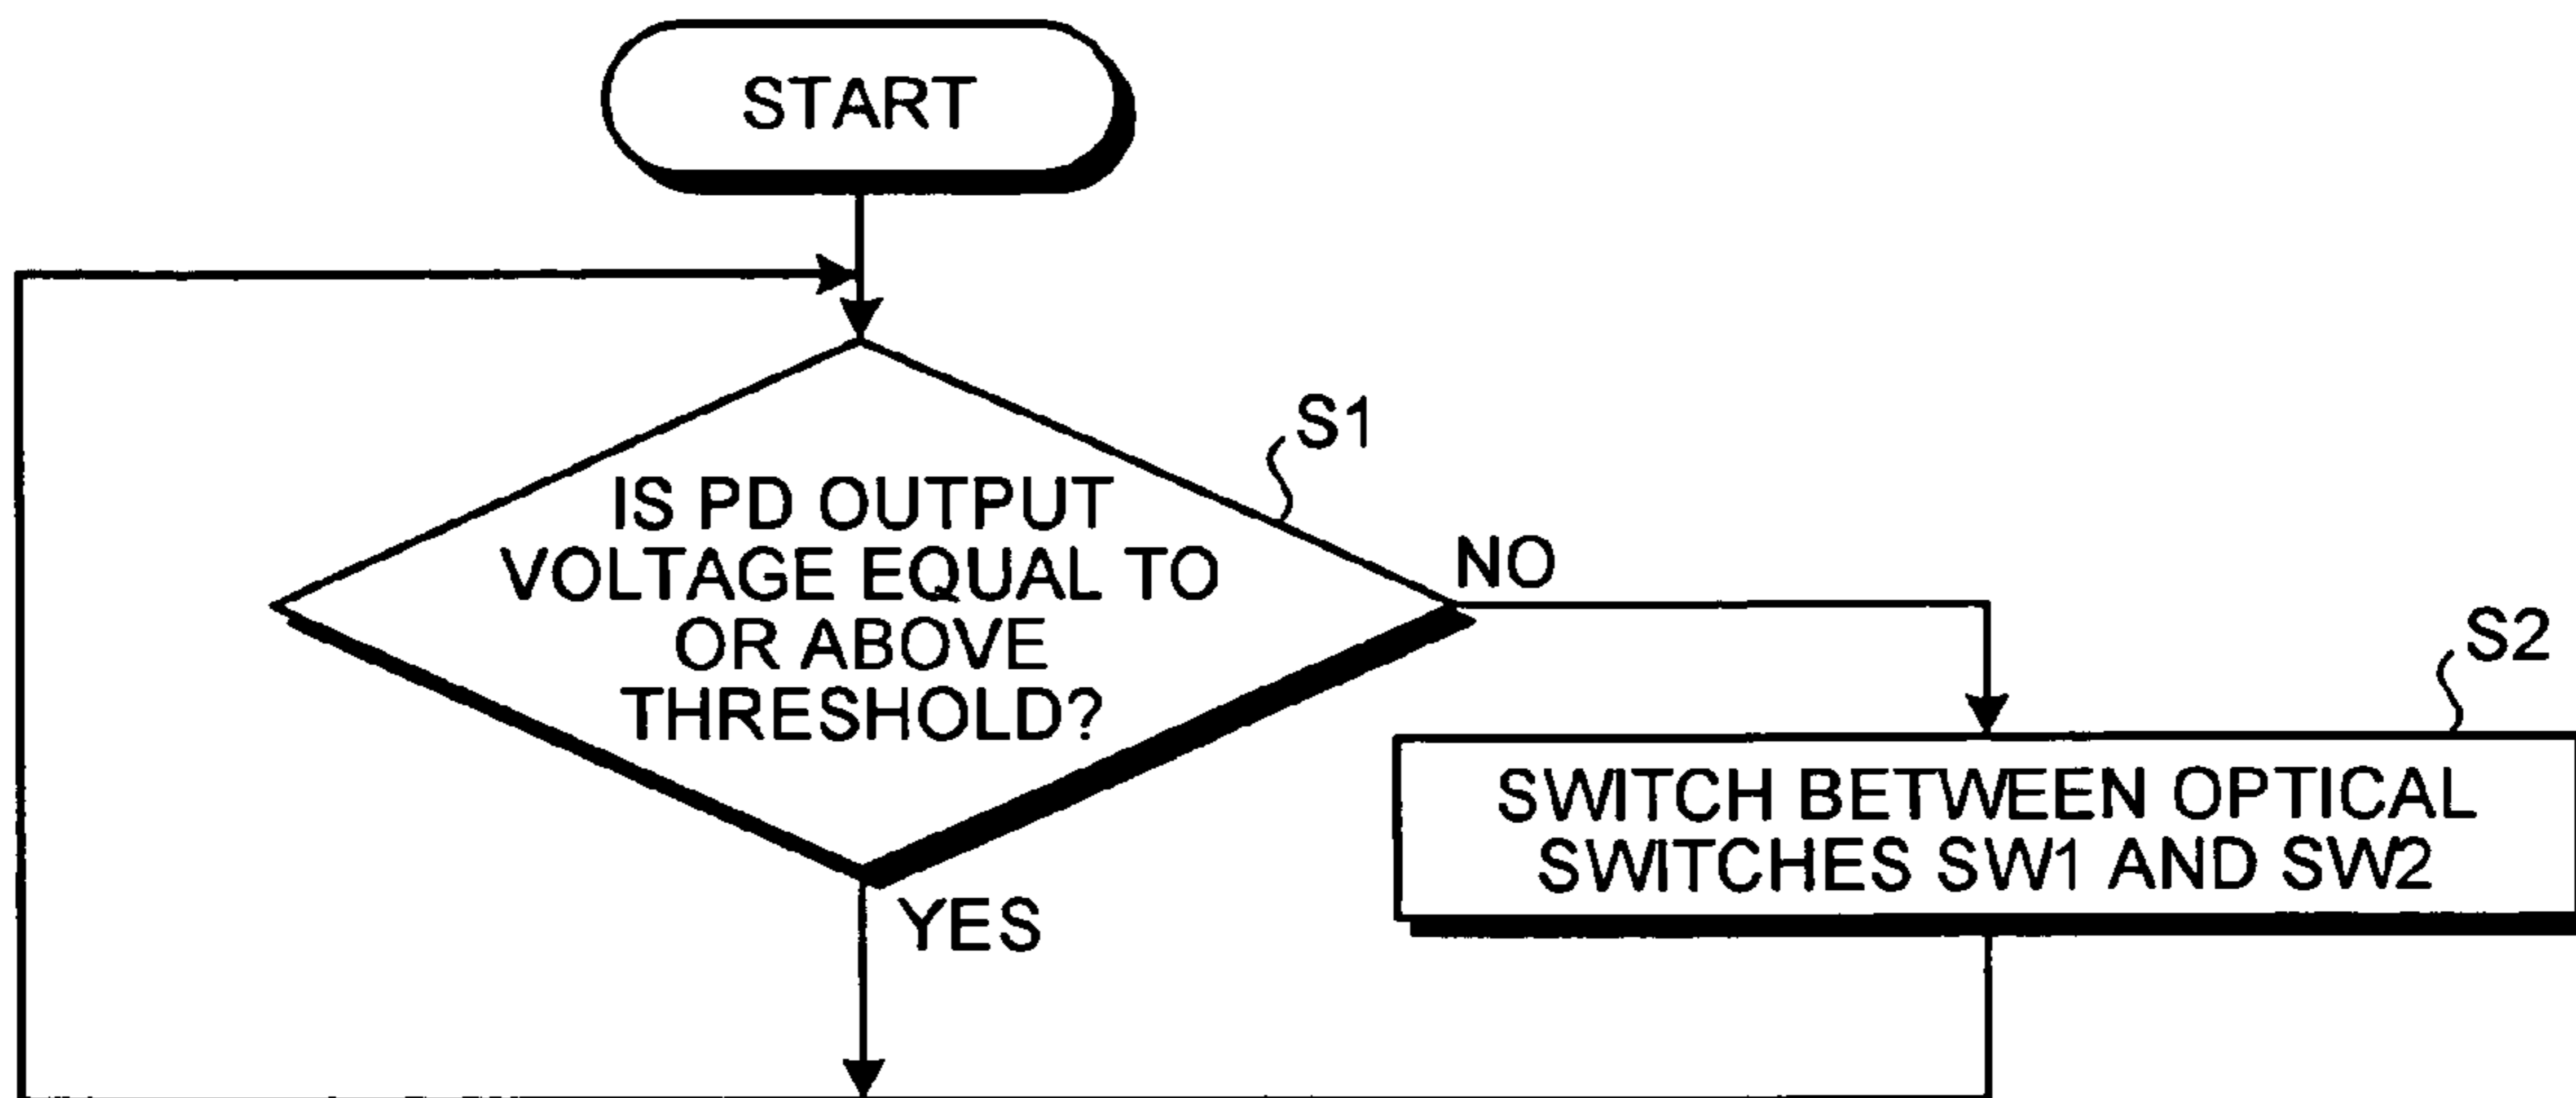 START
S1
IS PD OUTPUT
VOLTAGE EQUAL TO
OR ABOVE
THRESHOLD?
NO
S2
SWITCH BETWEEN OPTICAL
SWITCHES SW1 AND SW2
YES